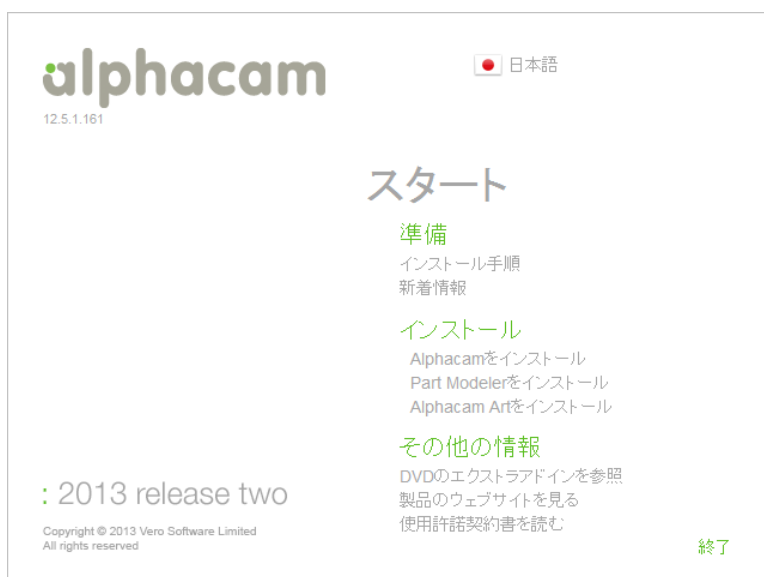 alphacam
日本語
12.5.1.161
スタート
準備
インストール手順
新着情報
インストール
Alphacamをインストール
Part Modelerをインストール
Alphacam Artをインストール
その他の情報
DVDのエクストラアドインを参照
製品のウェブサイトを見る
使用許諾契約書を読む
: 2013 release two
Copyright © 2013 Vero Software Limited
All rights reserved
終了